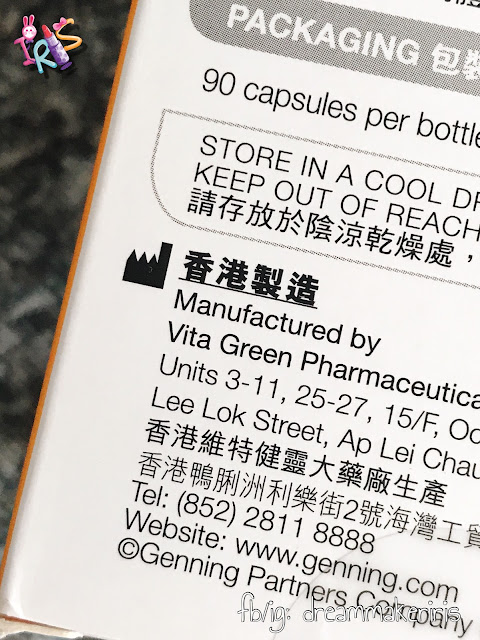 IRIS
PACKAGING 包裝
90 capsules per bottle
STORE IN A COOL
KEEP OUT OF REACH
請存放於陰涼乾燥處，
香港製造
Manufactured by
Vita Green Pharmaceutica
Units 3-11, 25-27, 15/F,
Lee Lok Street, Ap Lei Chau
香港維特健靈大藥廠生產
香港鴨脷洲利樂街2號海灣工貿
Tel: (852) 2811 8888
Website: www.genning.com
©Genning Partners Company
fb/ig: dreammakeriris